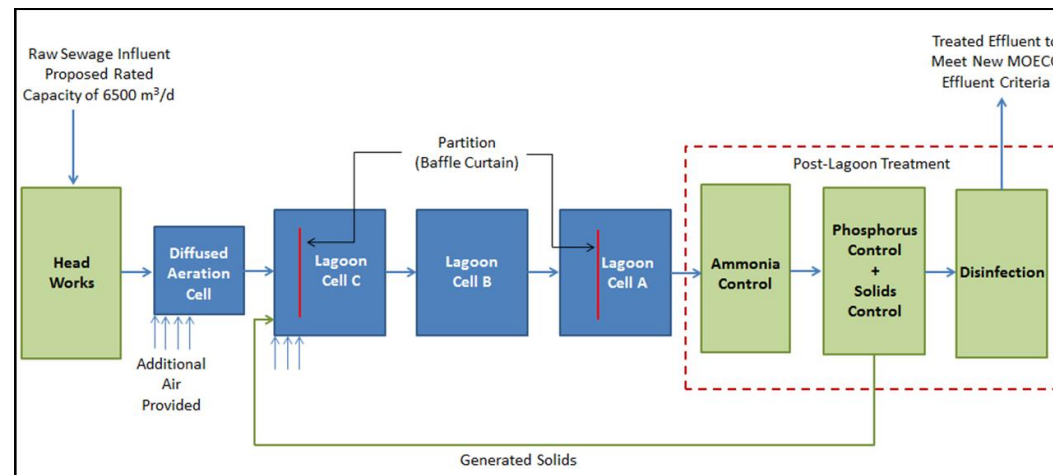 Raw Sewage Influent
Proposed Rated
Capacity of 6500 m³/d
Treated Effluent to
Meet New MOECC
Effluent Criteria
Partition
(Baffle Curtain)
Post-Lagoon Treatment
Head
Works
Diffused
Aeration
Cell
Lagoon
Cell C
Lagoon
Cell B
Lagoon
Cell A
Ammonia
Control
Phosphorus
Control
+
Solids
Control
Disinfection
Additional
Air
Provided
Generated Solids